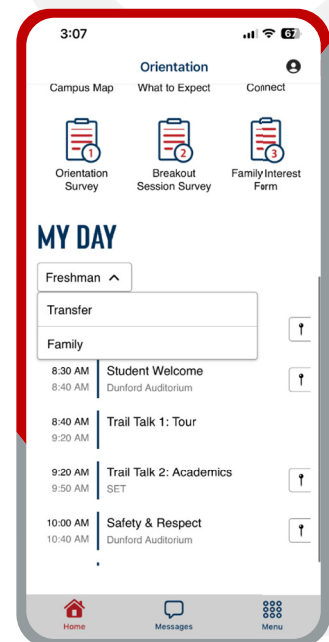 3:07
67
Orientation
Campus Map What to Expect Connect
1 2 3
Orientation Survey
Breakout Session Survey
Family Interest Form
MY DAY
Freshman
Transfer
Family
8:30 AM Student Welcome
8:40 AM Dunford Auditorium
8:40 AM Trail Talk 1: Tour
9:20 AM
9:20 AM Trail Talk 2: Academics
9:50 AM SET
10:00 AM Safety & Respect
10:40 AM Dunford Auditorium
Home Messages Menu